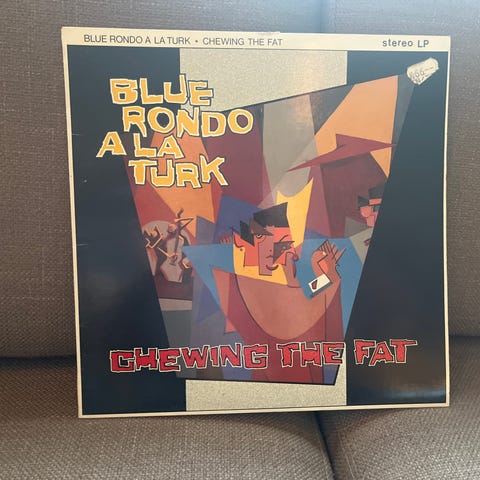 BLUE RONDO A LA TURK • CHEWING THE FAT
stereo LP
BLUE
RONDO
A LA
TURK
CHEWING THE FAT